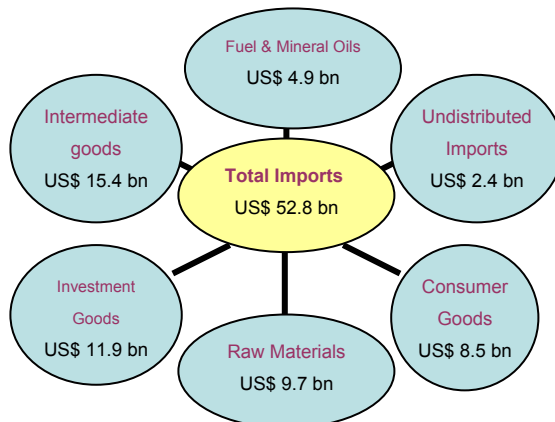 Fuel & Mineral Oils
US$ 4.9 bn
Intermediate
goods
US$ 15.4 bn
Undistributed
Imports
US$ 2.4 bn
Total Imports
US$ 52.8 bn
Investment
Goods
US$ 11.9 bn
Raw Materials
US$ 9.7 bn
Consumer
Goods
US$ 8.5 bn